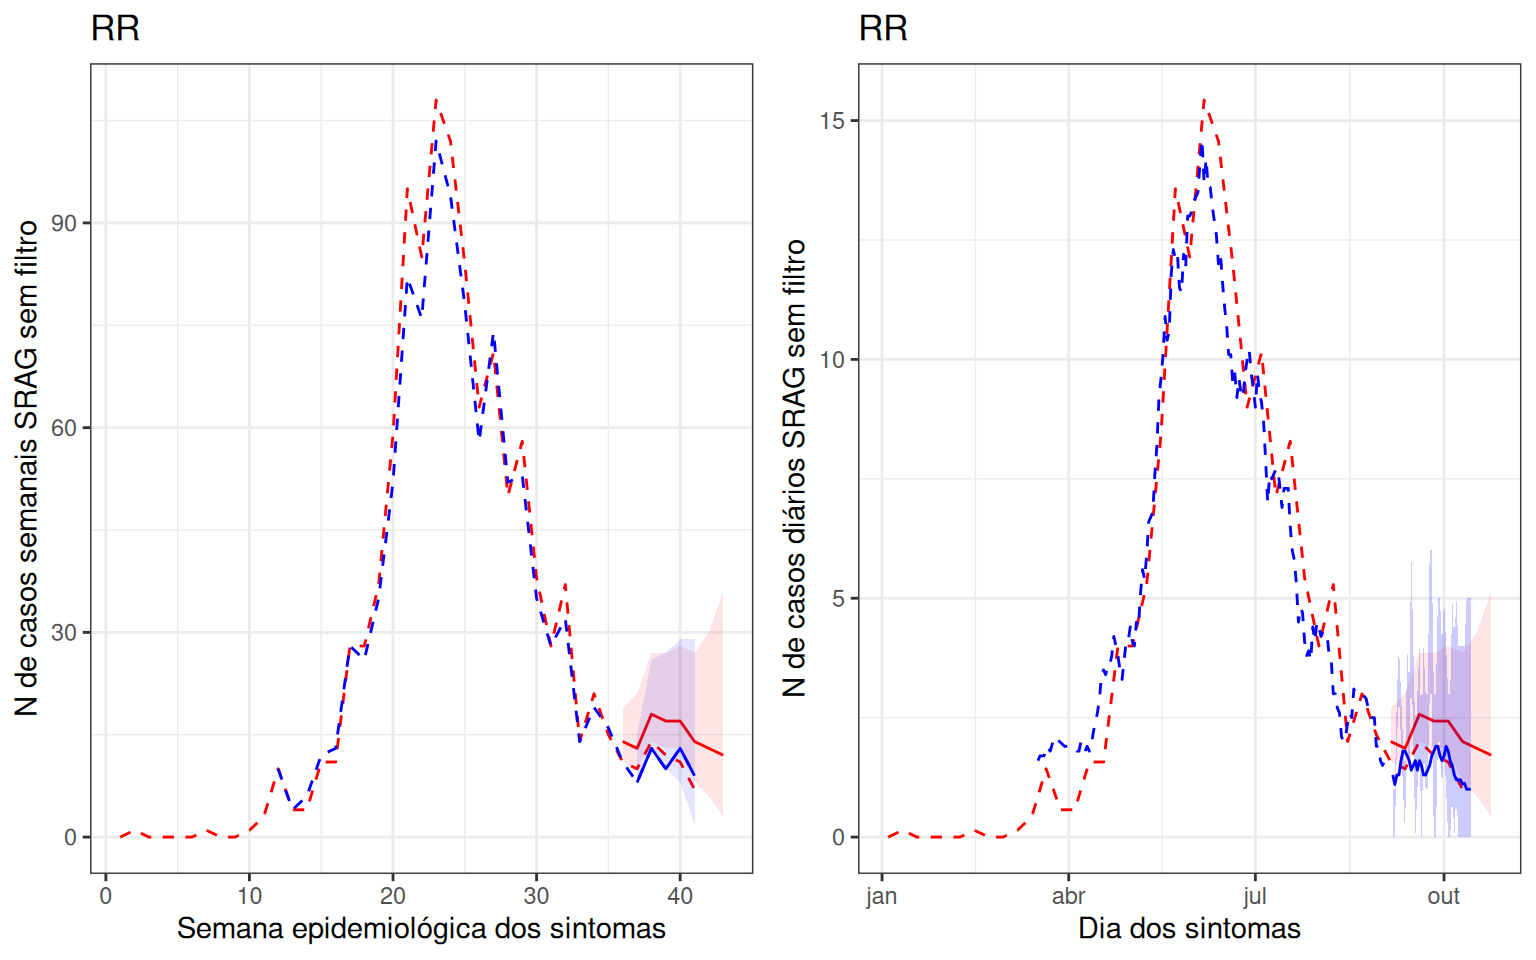 RR
N de casos semanais SRAG sem filtro
90
60
30
0
0 10 20 30 40
Semana epidemiológica dos sintomas
RR
N de casos diários SRAG sem filtro
15
10
5
0
jan abr jul out
Dia dos sintomas